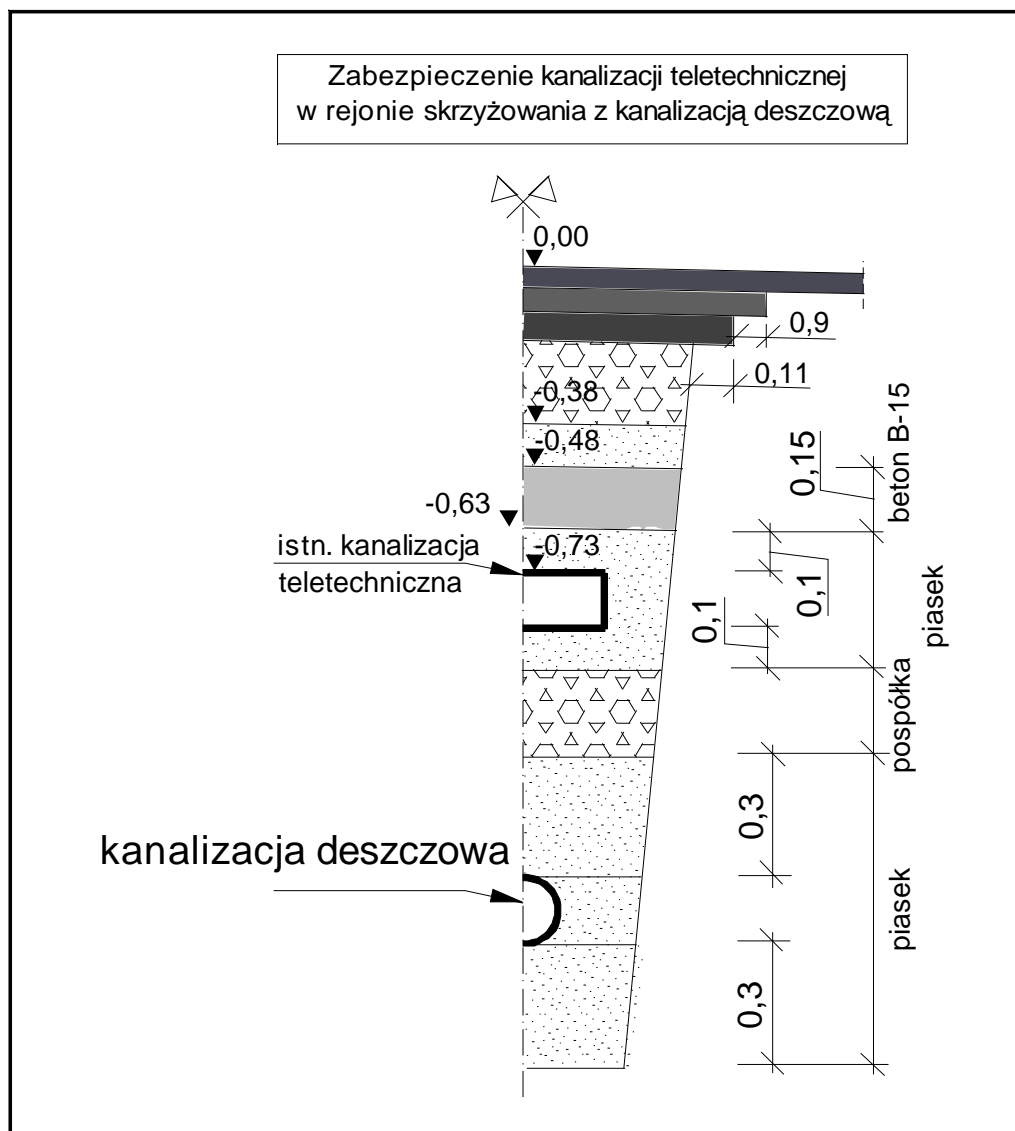 Zabezpieczenie kanalizacji teletechnicznej
w rejonie skrzyżowania z kanalizacją deszczową
0,00
0,9
0,11
-0,38
-0,48
-0,63
-0,73
istn. kanalizacja
teletechniczna
0,15
beton B-15
0,1
0,1
piasek
pospółka
0,3
kanalizacja deszczowa
piasek
0,3